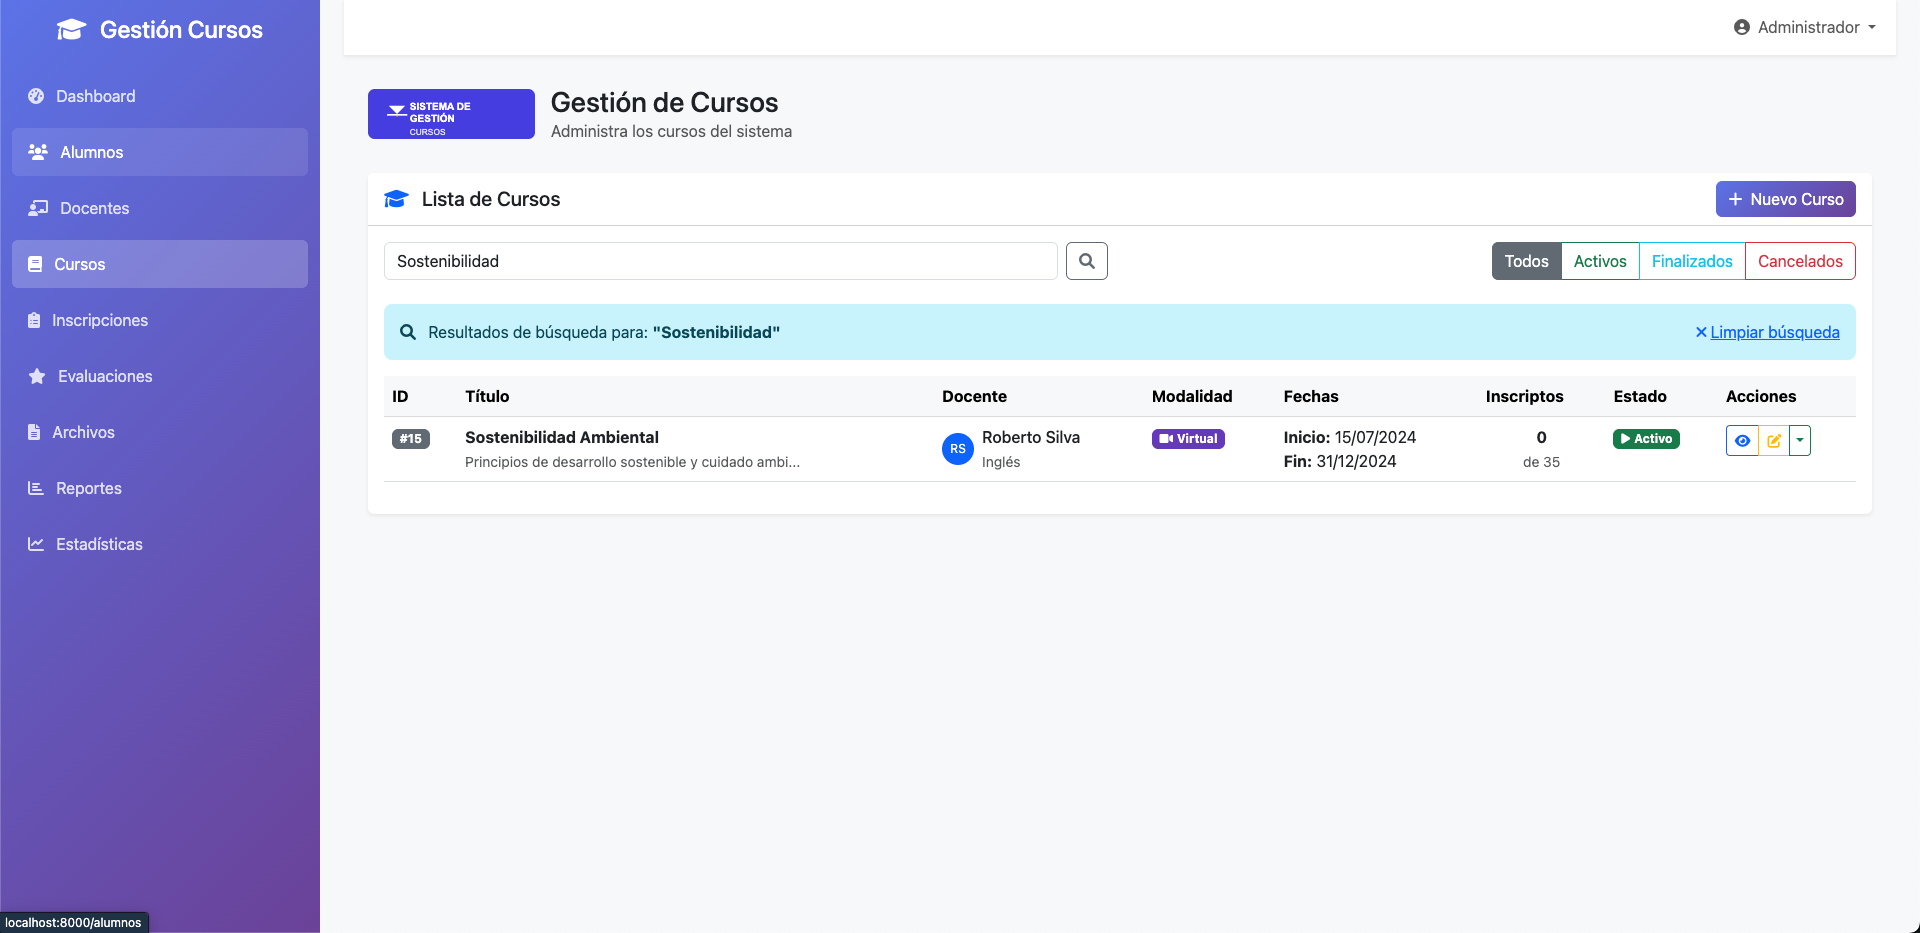 Gestión Cursos
Administrador
Dashboard
Alumnos
Docentes
Cursos
Inscripciones
Evaluaciones
Archivos
Reportes
Estadísticas
SISTEMA DE
GESTIÓN
CURSOS
Gestión de Cursos
Administra los cursos del sistema
Lista de Cursos
Nuevo Curso
Sostenibilidad
Todos Activos Finalizados Cancelados
Resultados de búsqueda para: "Sostenibilidad"
Limpiar búsqueda
ID Título Docente Modalidad Fechas Inscriptos Estado Acciones
#15 Sostenibilidad Ambiental RS Roberto Silva Virtual Inicio: 15/07/2024 0 Activo
Principios de desarrollo sostenible y cuidado ambi... Inglés Fin: 31/12/2024 de 35
localhost:8000/alumnos